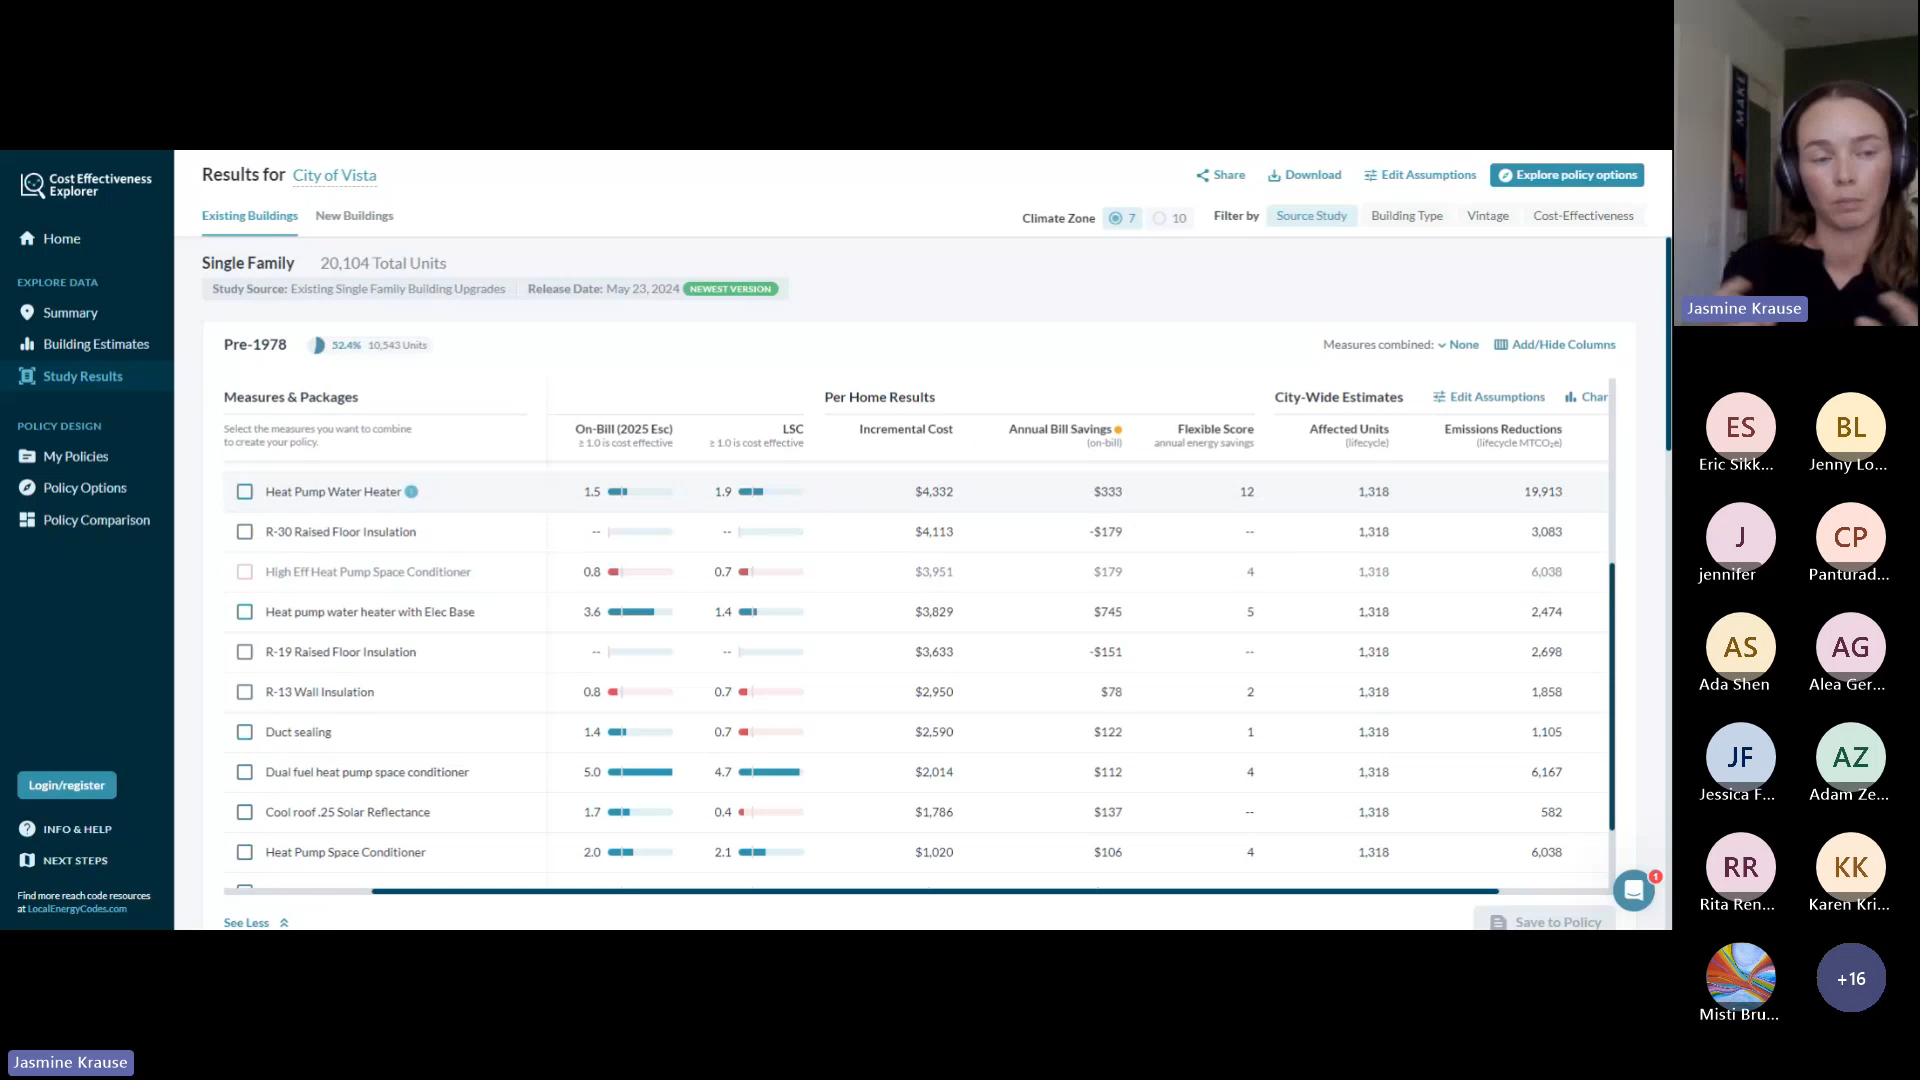 Cost Effectiveness
Explorer
Home
EXPLORE DATA
Summary
Building Estimates
Study Results
POLICY DESIGN
My Policies
Policy Options
Policy Comparison
Login/register
INFO & HELP
NEXT STEPS
Find more reach code resources
at LocalEnergyCodes.com
Results for City of Vista
Share Download Edit Assumptions Explore policy options
Existing Buildings New Buildings
Climate Zone 7 10 Filter by Source Study Building Type Vintage Cost-Effectiveness
Single Family 20,104 Total Units
Study Source: Existing Single Family Building Upgrades Release Date: May 23, 2024 NEWEST VERSION
Pre-1978 52.4% 10,543 Units Measures combined: None Add/Hide Columns
Measures & Packages Per Home Results City-Wide Estimates Edit Assumptions Char
Select the measures you want to combine
to create your policy.
On-Bill (2025 Esc) LSC Incremental Cost Annual Bill Savings Flexible Score Affected Units Emissions Reductions
≥ 1.0 is cost effective ≥ 1.0 is cost effective (on-bill) annual energy savings (lifecycle) (lifecycle MTCO₂e)
Heat Pump Water Heater 1.5 1.9 $4,332 $333 12 1,318 19,913
R-30 Raised Floor Insulation -- -- $4,113 -$179 -- 1,318 3,083
High Eff Heat Pump Space Conditioner 0.8 0.7 $3,951 $179 4 1,318 6,038
Heat pump water heater with Elec Base 3.6 1.4 $3,829 $745 5 1,318 2,474
R-19 Raised Floor Insulation -- -- $3,633 -$151 -- 1,318 2,698
R-13 Wall Insulation 0.8 0.7 $2,950 $78 2 1,318 1,858
Duct sealing 1.4 0.7 $2,590 $122 1 1,318 1,105
Dual fuel heat pump space conditioner 5.0 4.7 $2,014 $112 4 1,318 6,167
Cool roof .25 Solar Reflectance 1.7 0.4 $1,786 $137 -- 1,318 582
Heat Pump Space Conditioner 2.0 2.1 $1,020 $106 4 1,318 6,038
1
See Less Save to Policy
MAKE
Jasmine Krause
ES BL
Eric Sikk... Jenny Lo...
J CP
jennifer Panturad...
AS AG
Ada Shen Alea Ger...
JF AZ
Jessica F... Adam Ze...
RR KK
Rita Ren... Karen Kri...
+16
Misti Bru...
Jasmine Krause